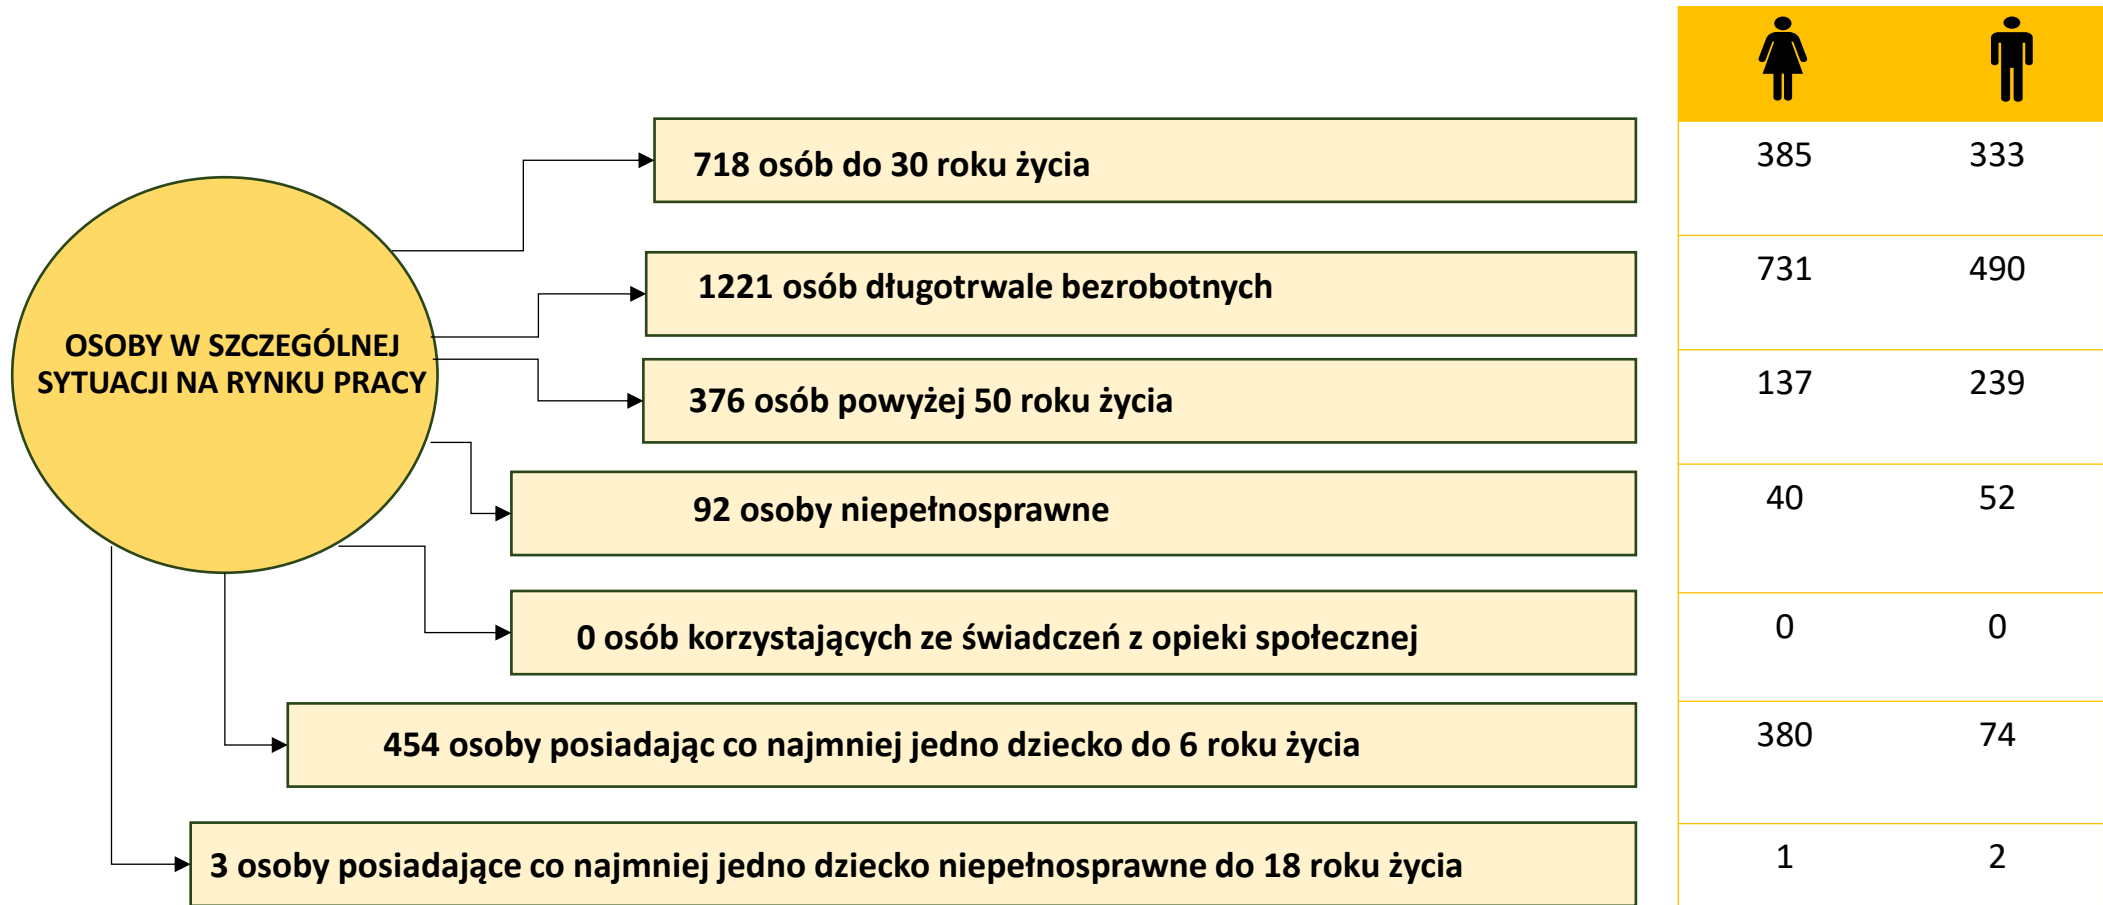 OSOBY W SZCZEGÓLNEJ
SYTUACJI NA RYNKU PRACY
718 osób do 30 roku życia
385 333
1221 osób długotrwale bezrobotnych
731 490
376 osób powyżej 50 roku życia
137 239
92 osoby niepełnosprawne
40 52
0 osób korzystających ze świadczeń z opieki społecznej
0 0
454 osoby posiadając co najmniej jedno dziecko do 6 roku życia
380 74
3 osoby posiadające co najmniej jedno dziecko niepełnosprawne do 18 roku życia
1 2